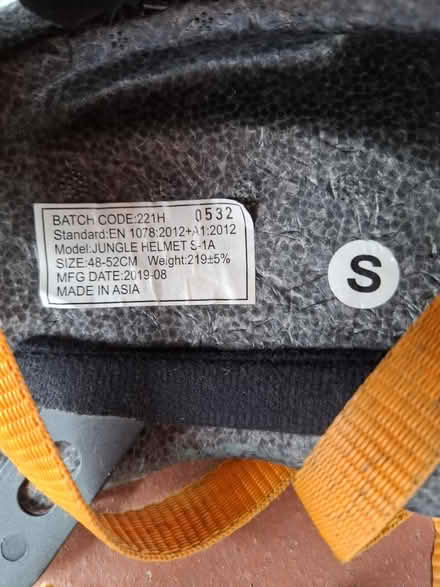 BATCH CODE:221H 0532
Standard:EN 1078:2012+A1:2012
Model:JUNGLE HELMET S-1A
SIZE:48-52CM Weight:219±5%
MFG DATE:2019-08
MADE IN ASIA
S